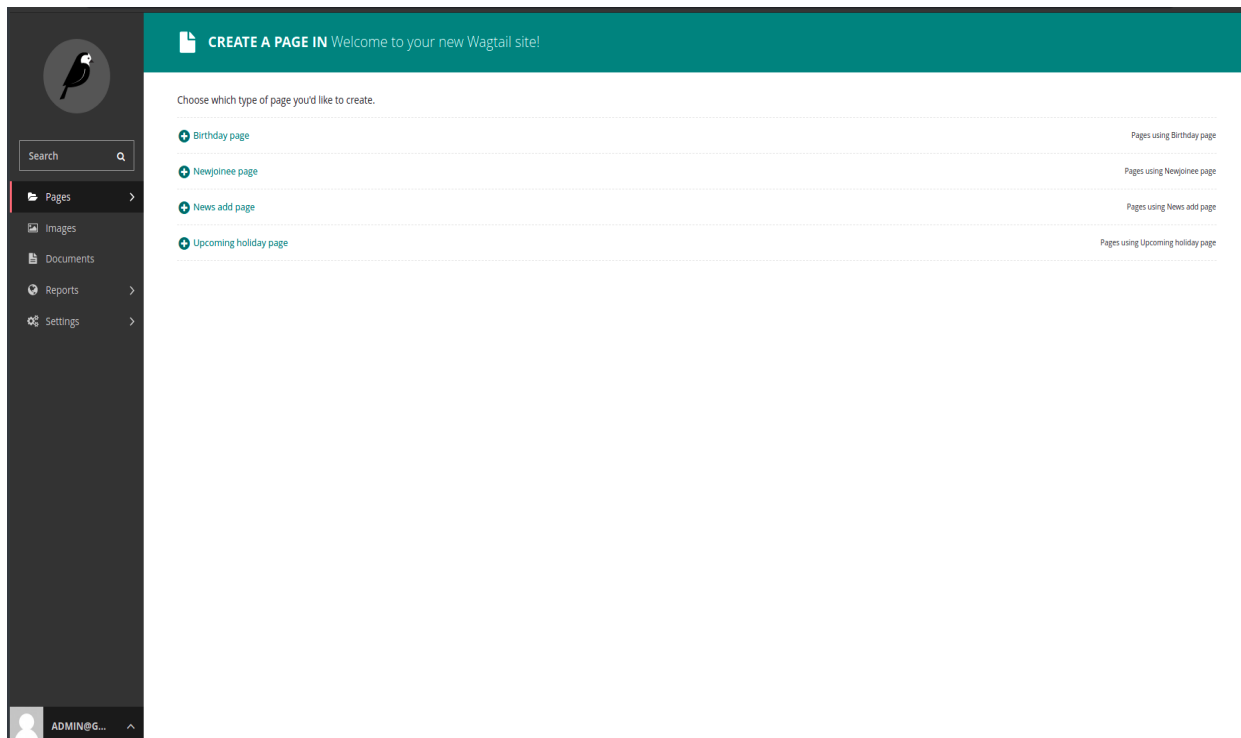 CREATE A PAGE IN Welcome to your new Wagtail site!
Search
Pages
Images
Documents
Reports
Settings
ADMIN@G...
Choose which type of page you'd like to create.
Birthday page Pages using Birthday page
Newjoinee page Pages using Newjoinee page
News add page Pages using News add page
Upcoming holiday page Pages using Upcoming holiday page